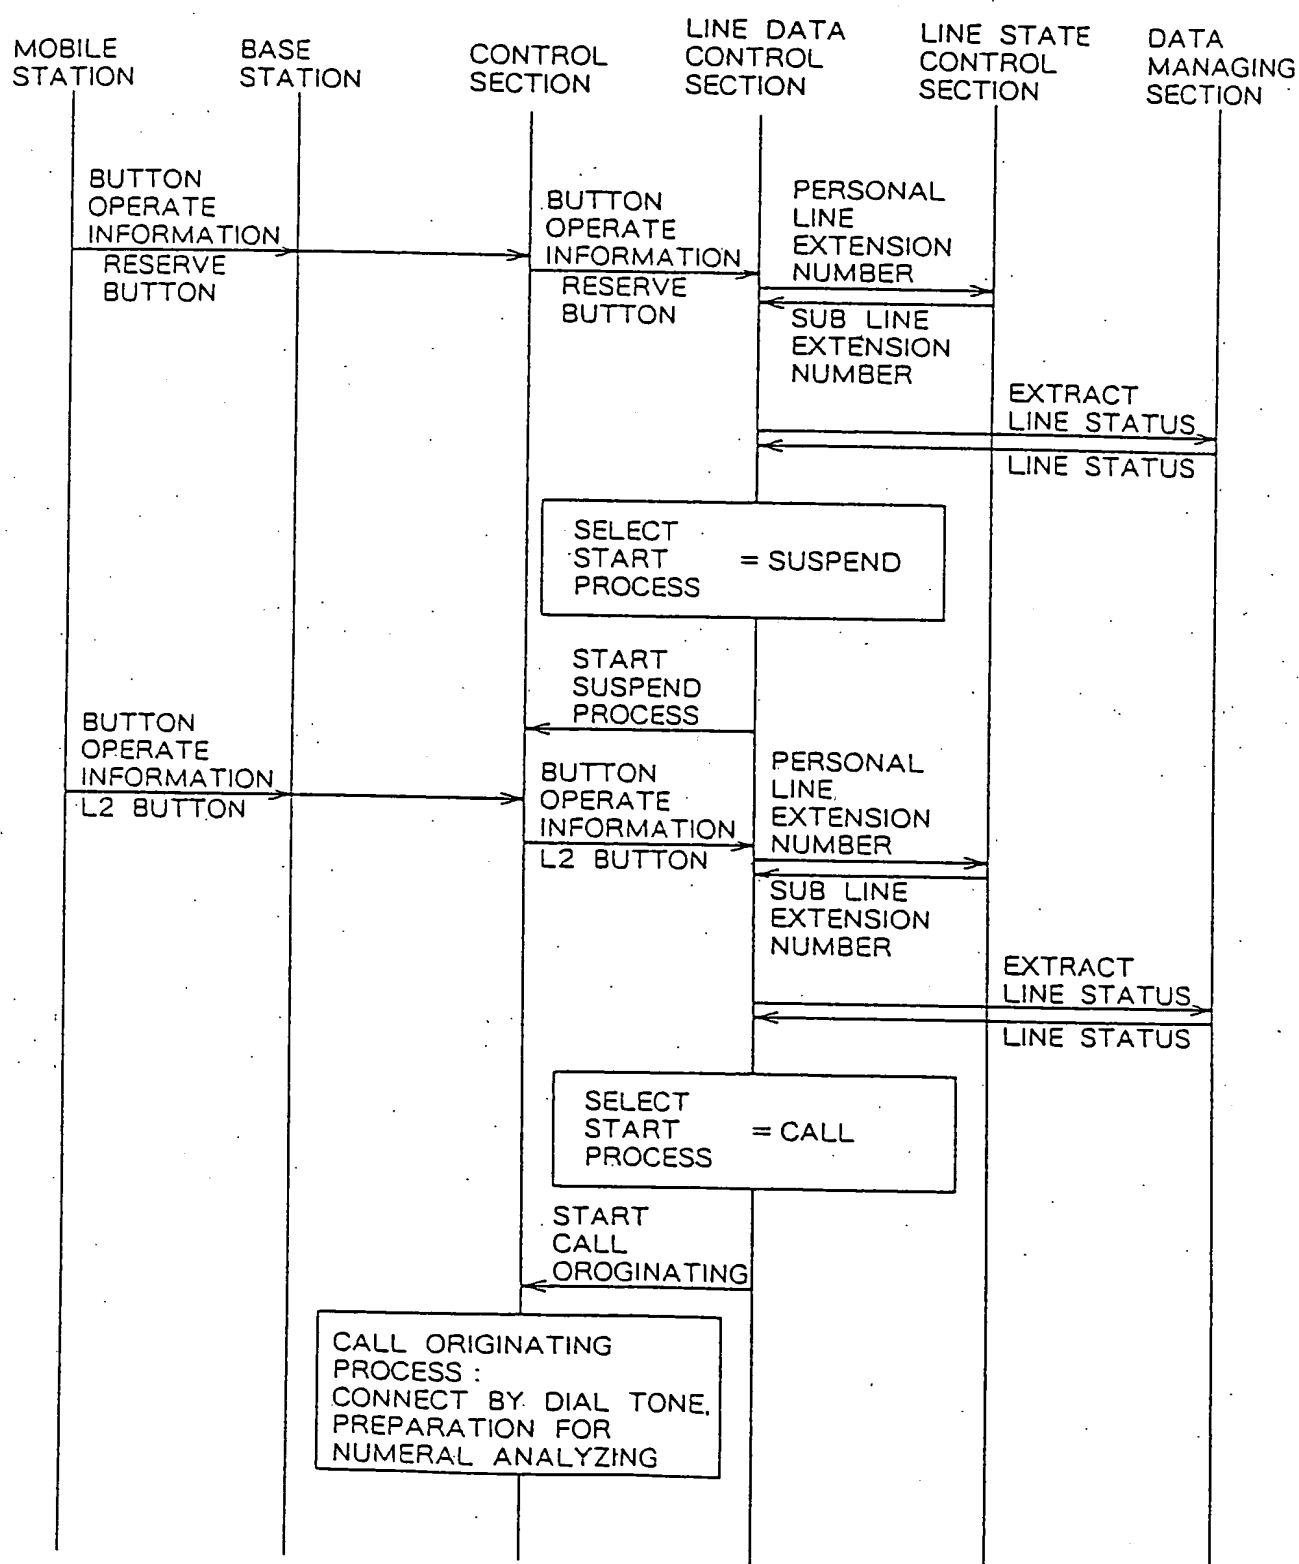 MOBILE
STATION
BASE
STATION
CONTROL
SECTION
LINE DATA
CONTROL
SECTION
LINE STATE
CONTROL
SECTION
DATA
MANAGING
SECTION
BUTTON
OPERATE
INFORMATION
RESERVE
BUTTON
BUTTON
OPERATE
INFORMATION
RESERVE
BUTTON
PERSONAL
LINE
EXTENSION
NUMBER
SUB LINE
EXTENSION
NUMBER
EXTRACT
LINE STATUS
LINE STATUS
SELECT
START = SUSPEND
PROCESS
START
SUSPEND
PROCESS
BUTTON
OPERATE
INFORMATION
L2 BUTTON
BUTTON
OPERATE
INFORMATION
L2 BUTTON
PERSONAL
LINE
EXTENSION
NUMBER
SUB LINE
EXTENSION
NUMBER
EXTRACT
LINE STATUS
LINE STATUS
SELECT
START = CALL
PROCESS
START
CALL
OROGINATING
CALL ORIGINATING
PROCESS :
CONNECT BY DIAL TONE,
PREPARATION FOR
NUMERAL ANALYZING